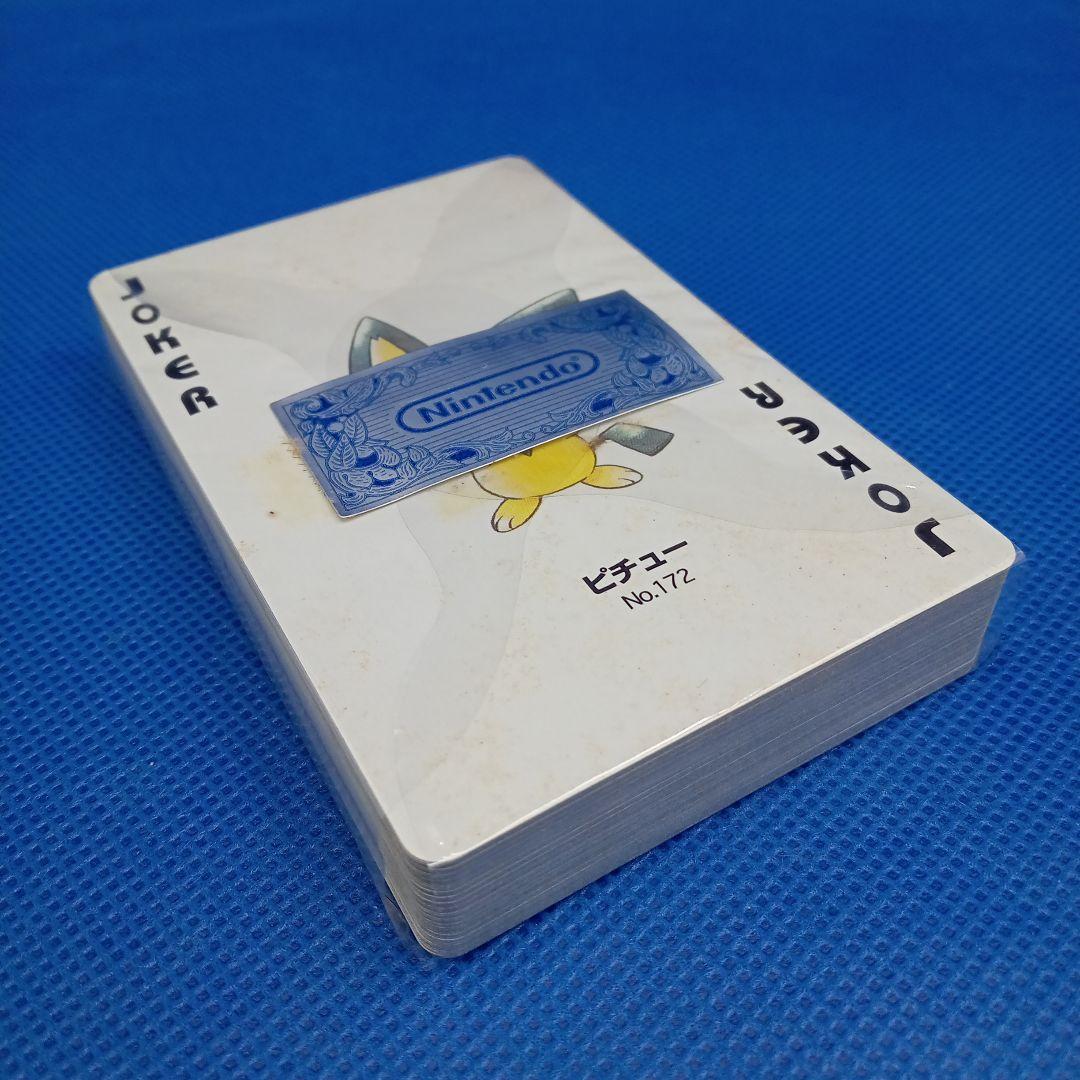 JOKER
Nintendo®
ピチュー
No.172
JOKER